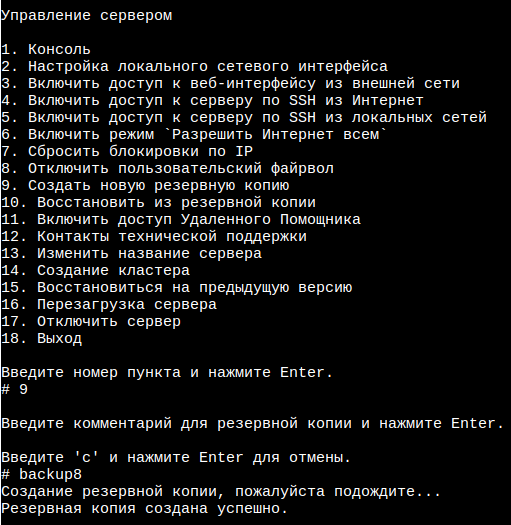 Управление сервером
1. Консоль
2. Настройка локального сетевого интерфейса
3. Включить доступ к веб-интерфейсу из внешней сети
4. Включить доступ к серверу по SSH из Интернет
5. Включить доступ к серверу по SSH из локальных сетей
6. Включить режим `Разрешить Интернет всем`
7. Сбросить блокировки по IP
8. Отключить пользовательский файрвол
9. Создать новую резервную копию
10. Восстановить из резервной копии
11. Включить доступ Удаленного Помощника
12. Контакты технической поддержки
13. Изменить название сервера
14. Создание кластера
15. Восстановиться на предыдущую версию
16. Перезагрузка сервера
17. Отключить сервер
18. Выход
Введите номер пункта и нажмите Enter.
# 9
Введите комментарий для резервной копии и нажмите Enter.
Введите 'c' и нажмите Enter для отмены.
# backup8
Создание резервной копии, пожалуйста подождите...
Резервная копия создана успешно.